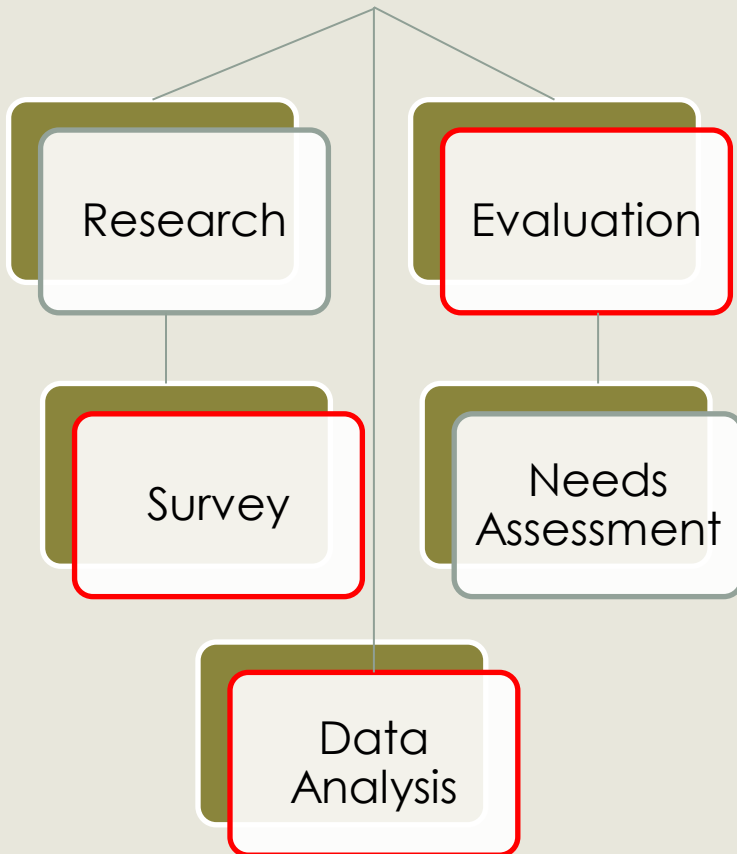 Research
Evaluation
Survey
Needs
Assessment
Data
Analysis